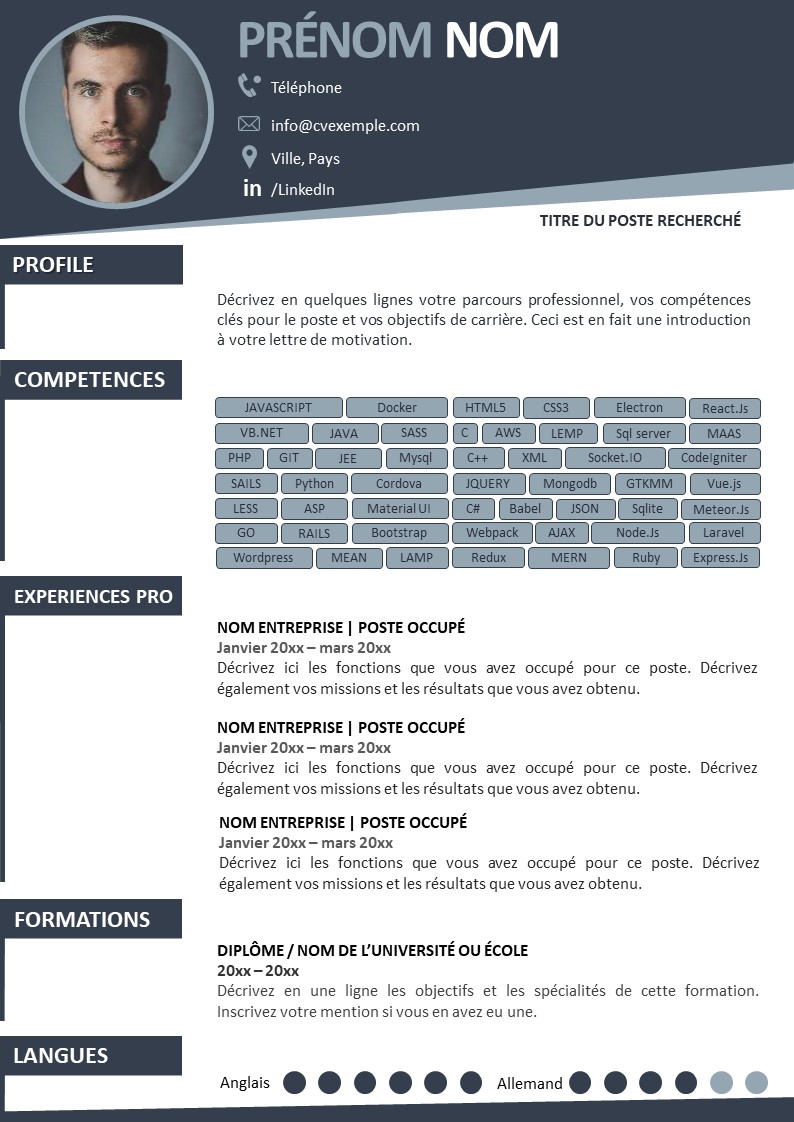 PRÉNOM NOM
Téléphone
info@cvexemple.com
Ville, Pays
in /LinkedIn
TITRE DU POSTE RECHERCHÉ
PROFILE
Décrivez en quelques lignes votre parcours professionnel, vos compétences
clés pour le poste et vos objectifs de carrière. Ceci est en fait une introduction
à votre lettre de motivation.
COMPETENCES
JAVASCRIPT Docker HTML5 CSS3 Electron React.Js
VB.NET JAVA SASS C AWS LEMP Sql server MAAS
PHP GIT JEE Mysql C++ XML Socket.IO CodeIgniter
SAILS Python Cordova JQUERY Mongodb GTKMM Vue.js
LESS ASP Material UI C# Babel JSON Sqlite Meteor.Js
GO RAILS Bootstrap Webpack AJAX Node.Js Laravel
Wordpress MEAN LAMP Redux MERN Ruby Express.Js
EXPERIENCES PRO
NOM ENTREPRISE | POSTE OCCUPÉ
Janvier 20xx – mars 20xx
Décrivez ici les fonctions que vous avez occupé pour ce poste. Décrivez
également vos missions et les résultats que vous avez obtenu.
NOM ENTREPRISE | POSTE OCCUPÉ
Janvier 20xx – mars 20xx
Décrivez ici les fonctions que vous avez occupé pour ce poste. Décrivez
également vos missions et les résultats que vous avez obtenu.
NOM ENTREPRISE | POSTE OCCUPÉ
Janvier 20xx – mars 20xx
Décrivez ici les fonctions que vous avez occupé pour ce poste. Décrivez
également vos missions et les résultats que vous avez obtenu.
FORMATIONS
DIPLÔME / NOM DE L’UNIVERSITÉ OU ÉCOLE
20xx – 20xx
Décrivez en une ligne les objectifs et les spécialités de cette formation.
Inscrivez votre mention si vous en avez eu une.
LANGUES
Anglais Allemand